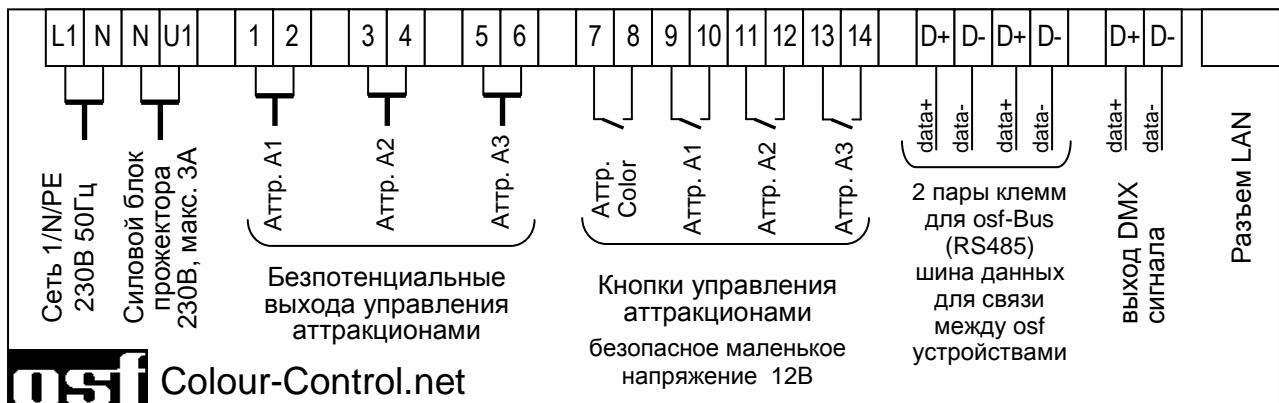 L1 N N U1 1 2 3 4 5 6 7 8 9 10 11 12 13 14 D+ D- D+ D- D+ D-
Сеть 1/N/PE
230В 50Гц
Силовой блок
прожектора
230В, макс. 3А
Аттр. А1
Аттр. А2
Аттр. А3
Безпотенциальные
выхода управления
аттракционами
Аттр.
Color
Аттр. А1
Аттр. А2
Аттр. А3
Кнопки управления
аттракционами
безопасное маленькое
напряжение 12В
data+
data-
data+
data-
2 пары клемм
для osf-Bus
(RS485)
шина данных
для связи
между osf
устройствами
data+
data-
выход DMX
сигнала
Разъем LAN
osf Colour-Control.net